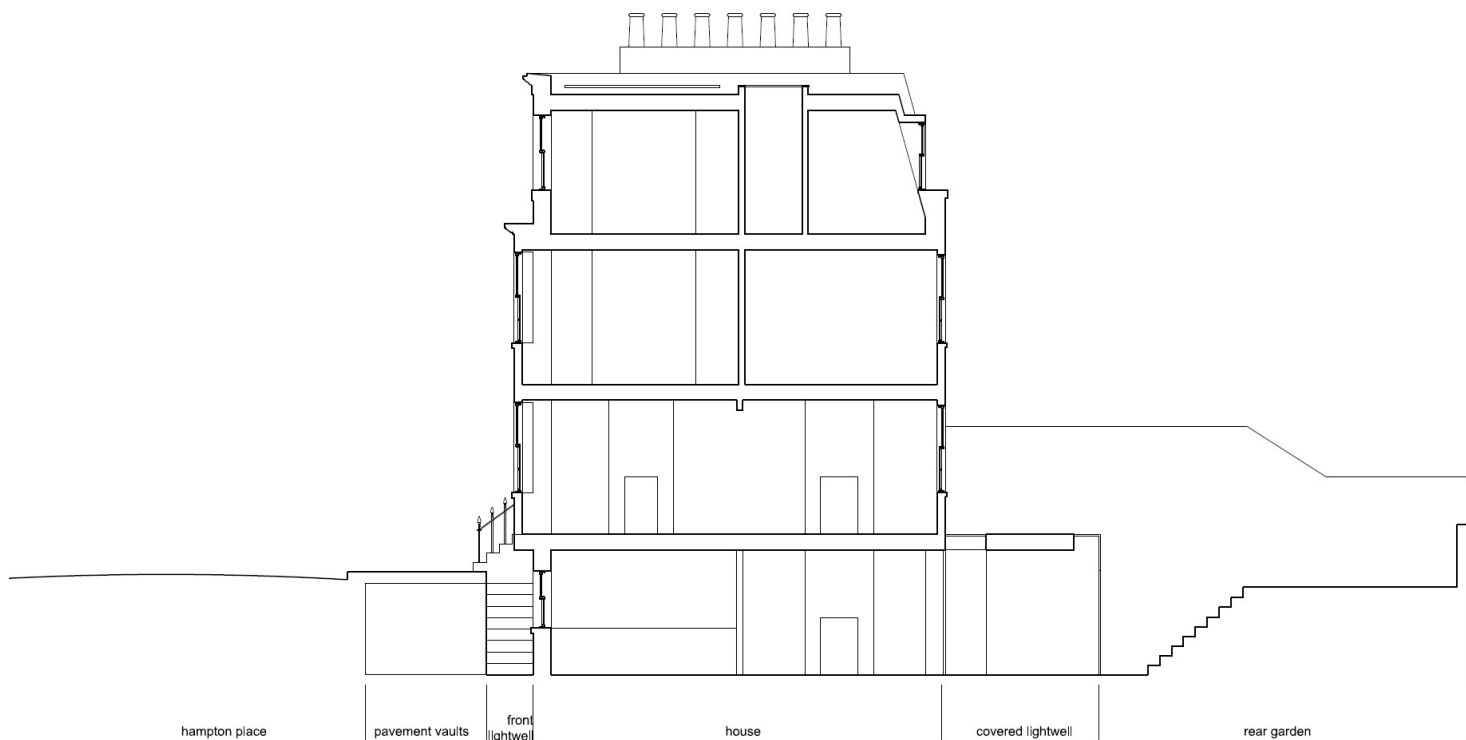 hampton place
pavement vaults
front
lightwell
house
covered lightwell
rear garden